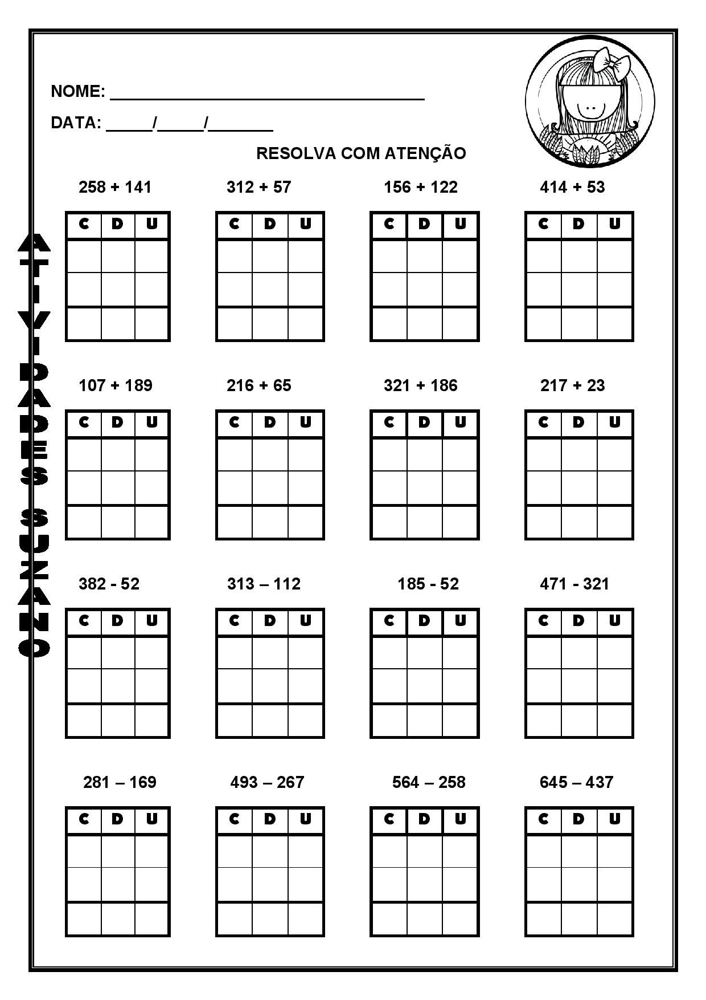 NOME: __________________________________
DATA: _____/_____/_______
RESOLVA COM ATENÇÃO
258 + 141 312 + 57 156 + 122 414 + 53
C D U C D U C D U C D U
107 + 189 216 + 65 321 + 186 217 + 23
C D U C D U C D U C D U
382 - 52 313 – 112 185 - 52 471 - 321
C D U C D U C D U C D U
281 – 169 493 – 267 564 – 258 645 – 437
C D U C D U C D U C D U
ATIVIDADES SUZANO